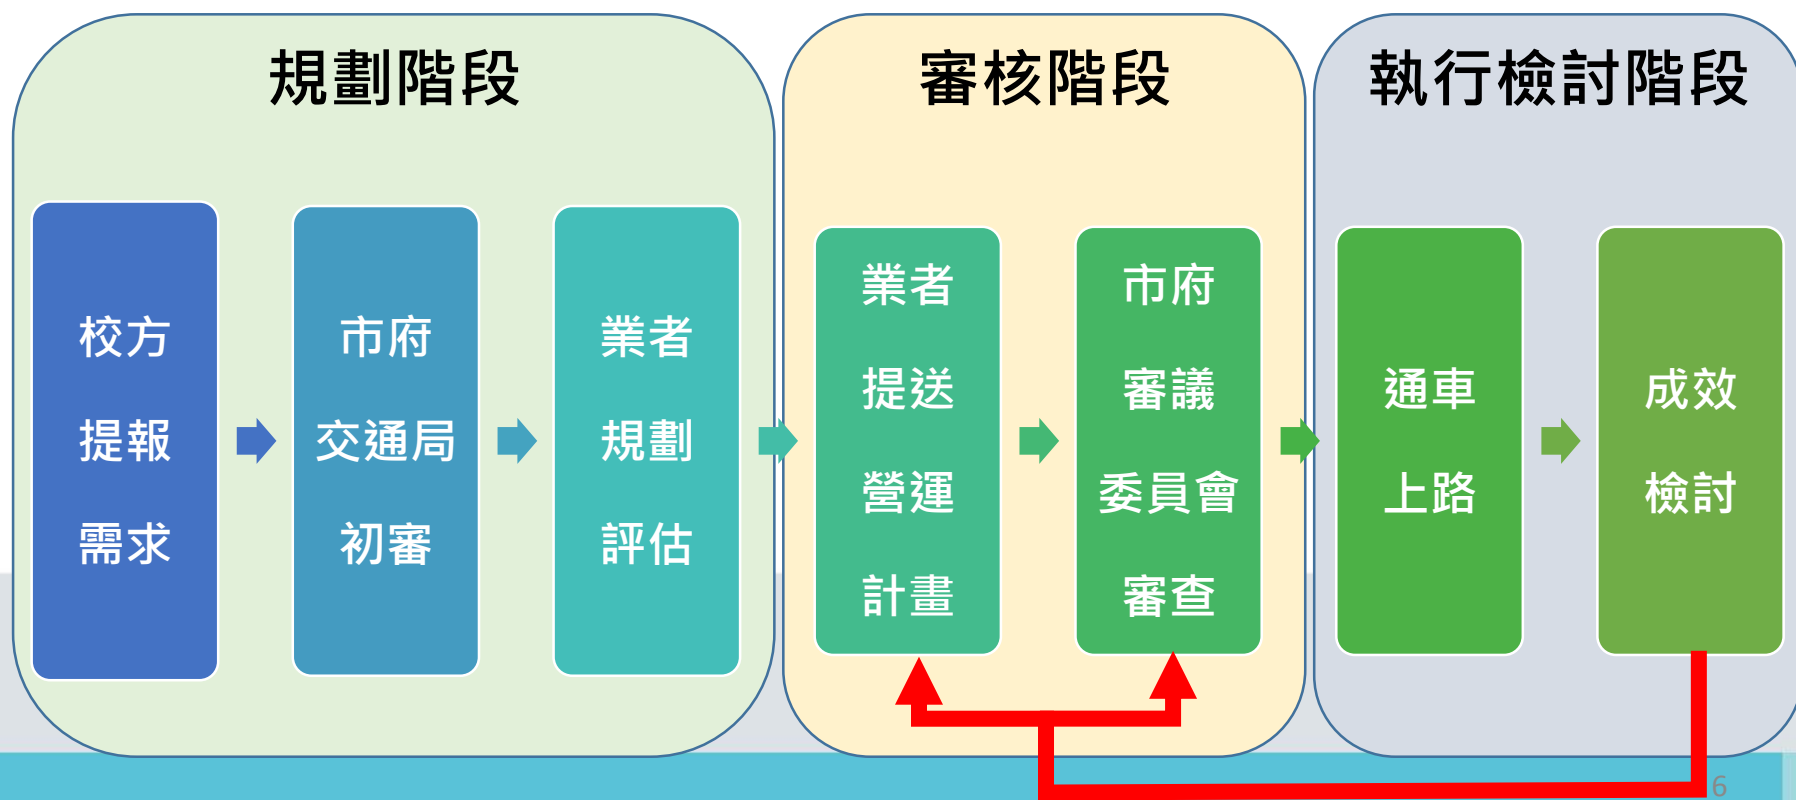 規劃階段
校方
提報
需求
市府
交通局
初審
業者
規劃
評估
審核階段
業者
提送
營運
計畫
市府
審議
委員會
審查
執行檢討階段
通車
上路
成效
檢討
6